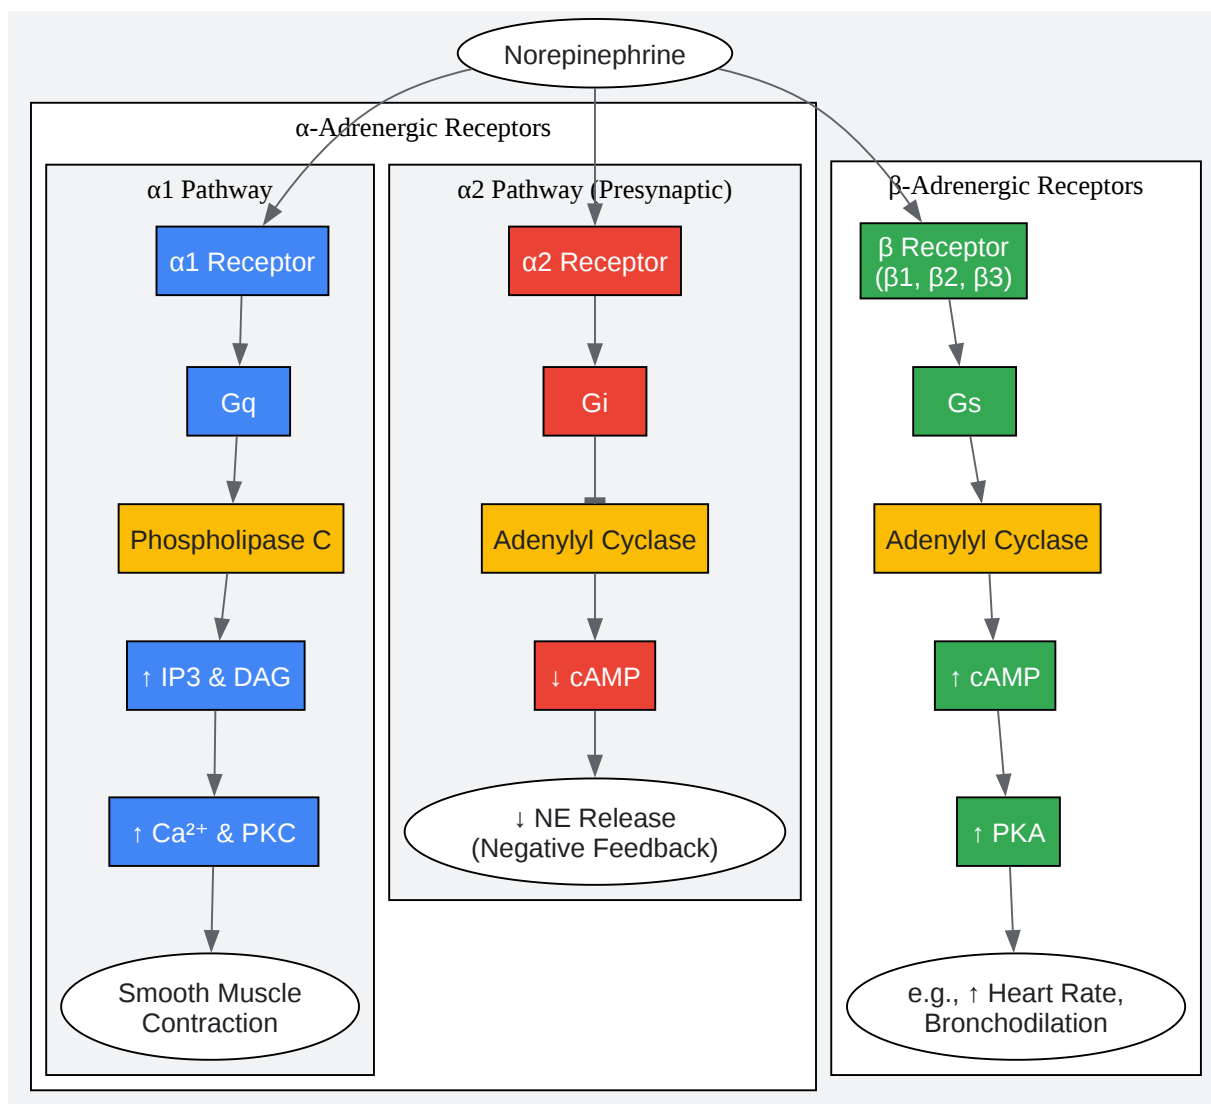 Norepinephrine
α-Adrenergic Receptors
α1 Pathway
α1 Receptor
Gq
Phospholipase C
↑ IP3 & DAG
↑ Ca²⁺ & PKC
Smooth Muscle
Contraction
α2 Pathway (Presynaptic)
α2 Receptor
Gi
Adenylyl Cyclase
↓ cAMP
↓ NE Release
(Negative Feedback)
β-Adrenergic Receptors
β Receptor
(β1, β2, β3)
Gs
Adenylyl Cyclase
↑ cAMP
↑ PKA
e.g., ↑ Heart Rate,
Bronchodilation